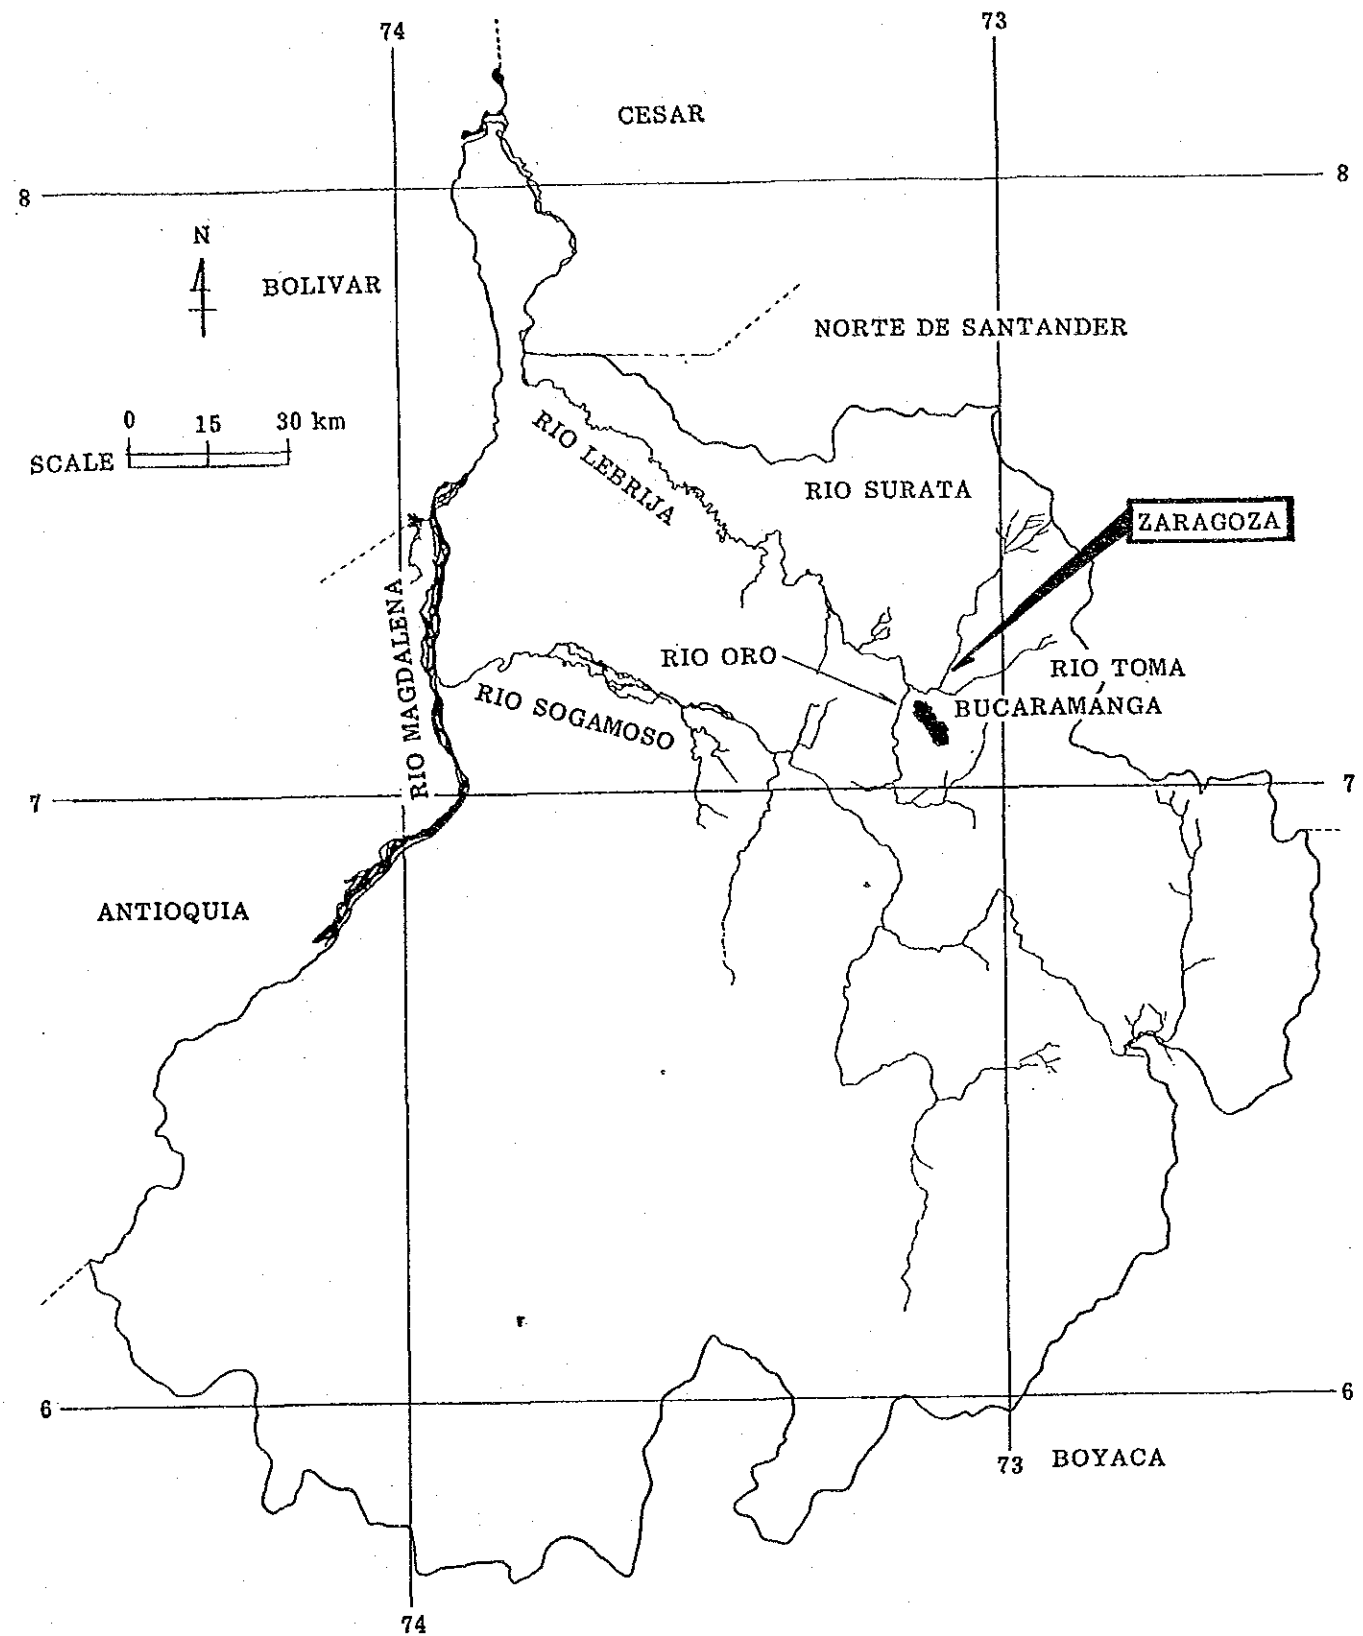 74
73
CESAR
8
8
N
BOLIVAR
NORTE DE SANTANDER
0 15 30 km
SCALE
RIO LEBRIJA
RIO SURATA
ZARAGOZA
RIO MAGDALENA
RIO ORO
RIO TOMA
RIO SOGAMOSO
BUCARAMANGA
7
7
ANTIOQUIA
6
6
73
BOYACA
74